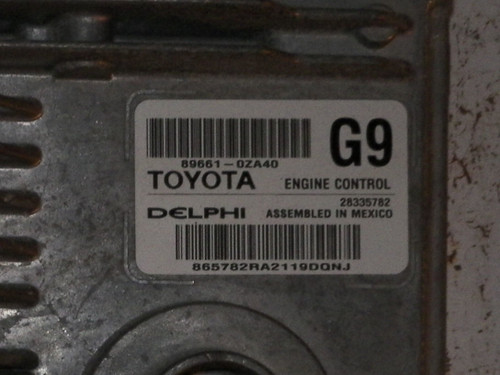 G9
89661-0ZA40
TOYOTA ENGINE CONTROL
28335782
DELPHI ASSEMBLED IN MEXICO
865782RA2119DQNJ